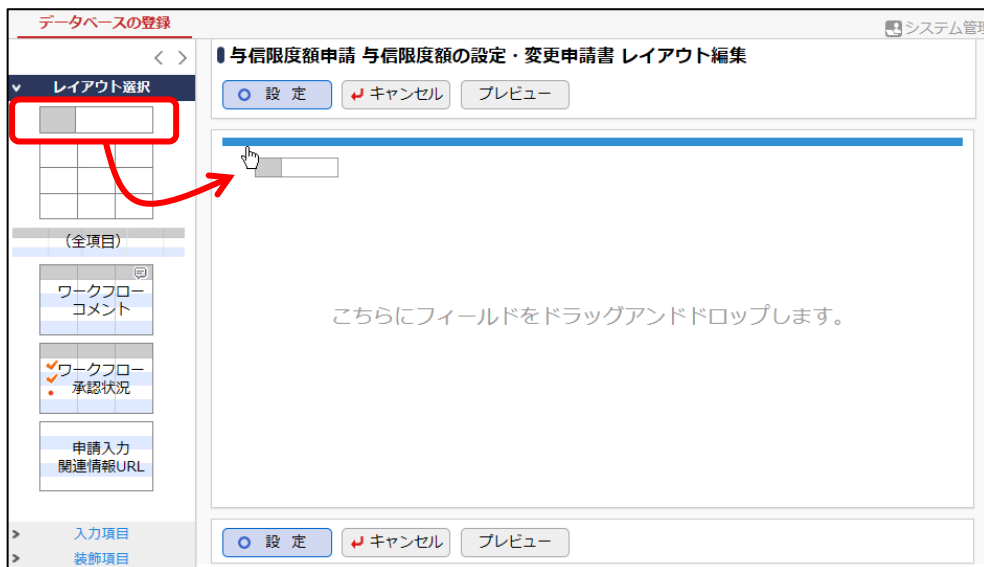 データベースの登録
システム管理
与信限度額申請 与信限度額の設定・変更申請書 レイアウト編集
レイアウト選択
設 定
キャンセル
プレビュー
(全項目)
ワークフロー
コメント
ワークフロー
承認状況
申請入力
関連情報URL
こちらにフィールドをドラッグアンドドロップします。
入力項目
装飾項目
設 定
キャンセル
プレビュー